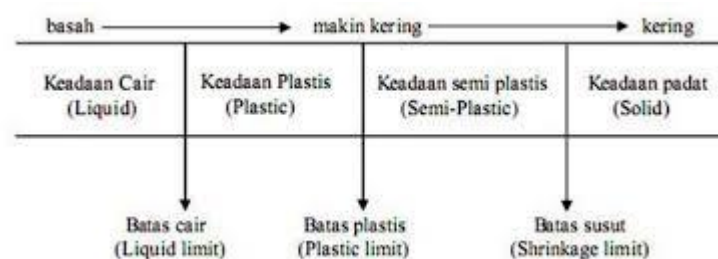 basah makin kering kering
Keadaan Cair Keadaan Plastis Keadaan semi plastis Keadaan padat
(Liquid) (Plastic) (Semi-Plastic) (Solid)
Batas cair Batas plastis Batas susut
(Liquid limit) (Plastic limit) (Shrinkage limit)